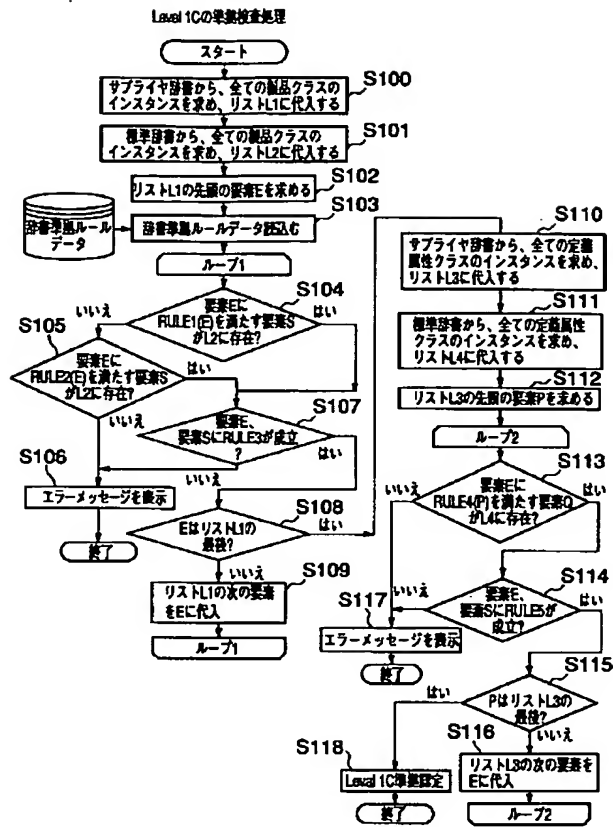 Level 1Cの準拠検査処理
スタート
S100
サプライヤ辞書から、全ての製品クラスの
インスタンスを求め、リストL1に代入する
S101
標準辞書から、全ての製品クラスの
インスタンスを求め、リストL2に代入する
S102
リストL1の先頭の要素Eを求める
S103
辞書準拠ルール
データ
辞書準拠ルールデータ読込む
ループ1
S104
要素Eに
RULE1(E)を満たす要素S
がL2に存在?
いいえ
はい
S105
要素Eに
RULE2(E)を満たす要素S
がL2に存在?
はい
いいえ
S107
要素E、
要素SにRULE3が成立
?
はい
いいえ
S106
エラーメッセージを表示
終了
S108
EはリストL1の
最後?
はい
いいえ
S109
リストL1の次の要素
をEに代入
ループ1
S110
サプライヤ辞書から、全ての定義
属性クラスのインスタンスを求め、
リストL3に代入する
S111
標準辞書から、全ての定義属性
クラスのインスタンスを求め、
リストL4に代入する
S112
リストL3の先頭の要素Pを求める
ループ2
S113
要素Eに
RULE4(P)を満たす要素Q
がL4に存在?
いいえ
はい
S114
要素E、
要素SにRULE5が
成立?
いいえ
はい
S117
エラーメッセージを表示
終了
S115
PはリストL3の
最後?
はい
いいえ
S116
リストL3の次の要素を
Eに代入
ループ2
S118
Level 1C準拠認定
終了